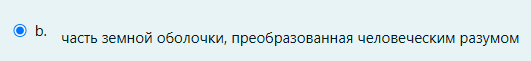 b. часть земной оболочки, преобразованная человеческим разумом